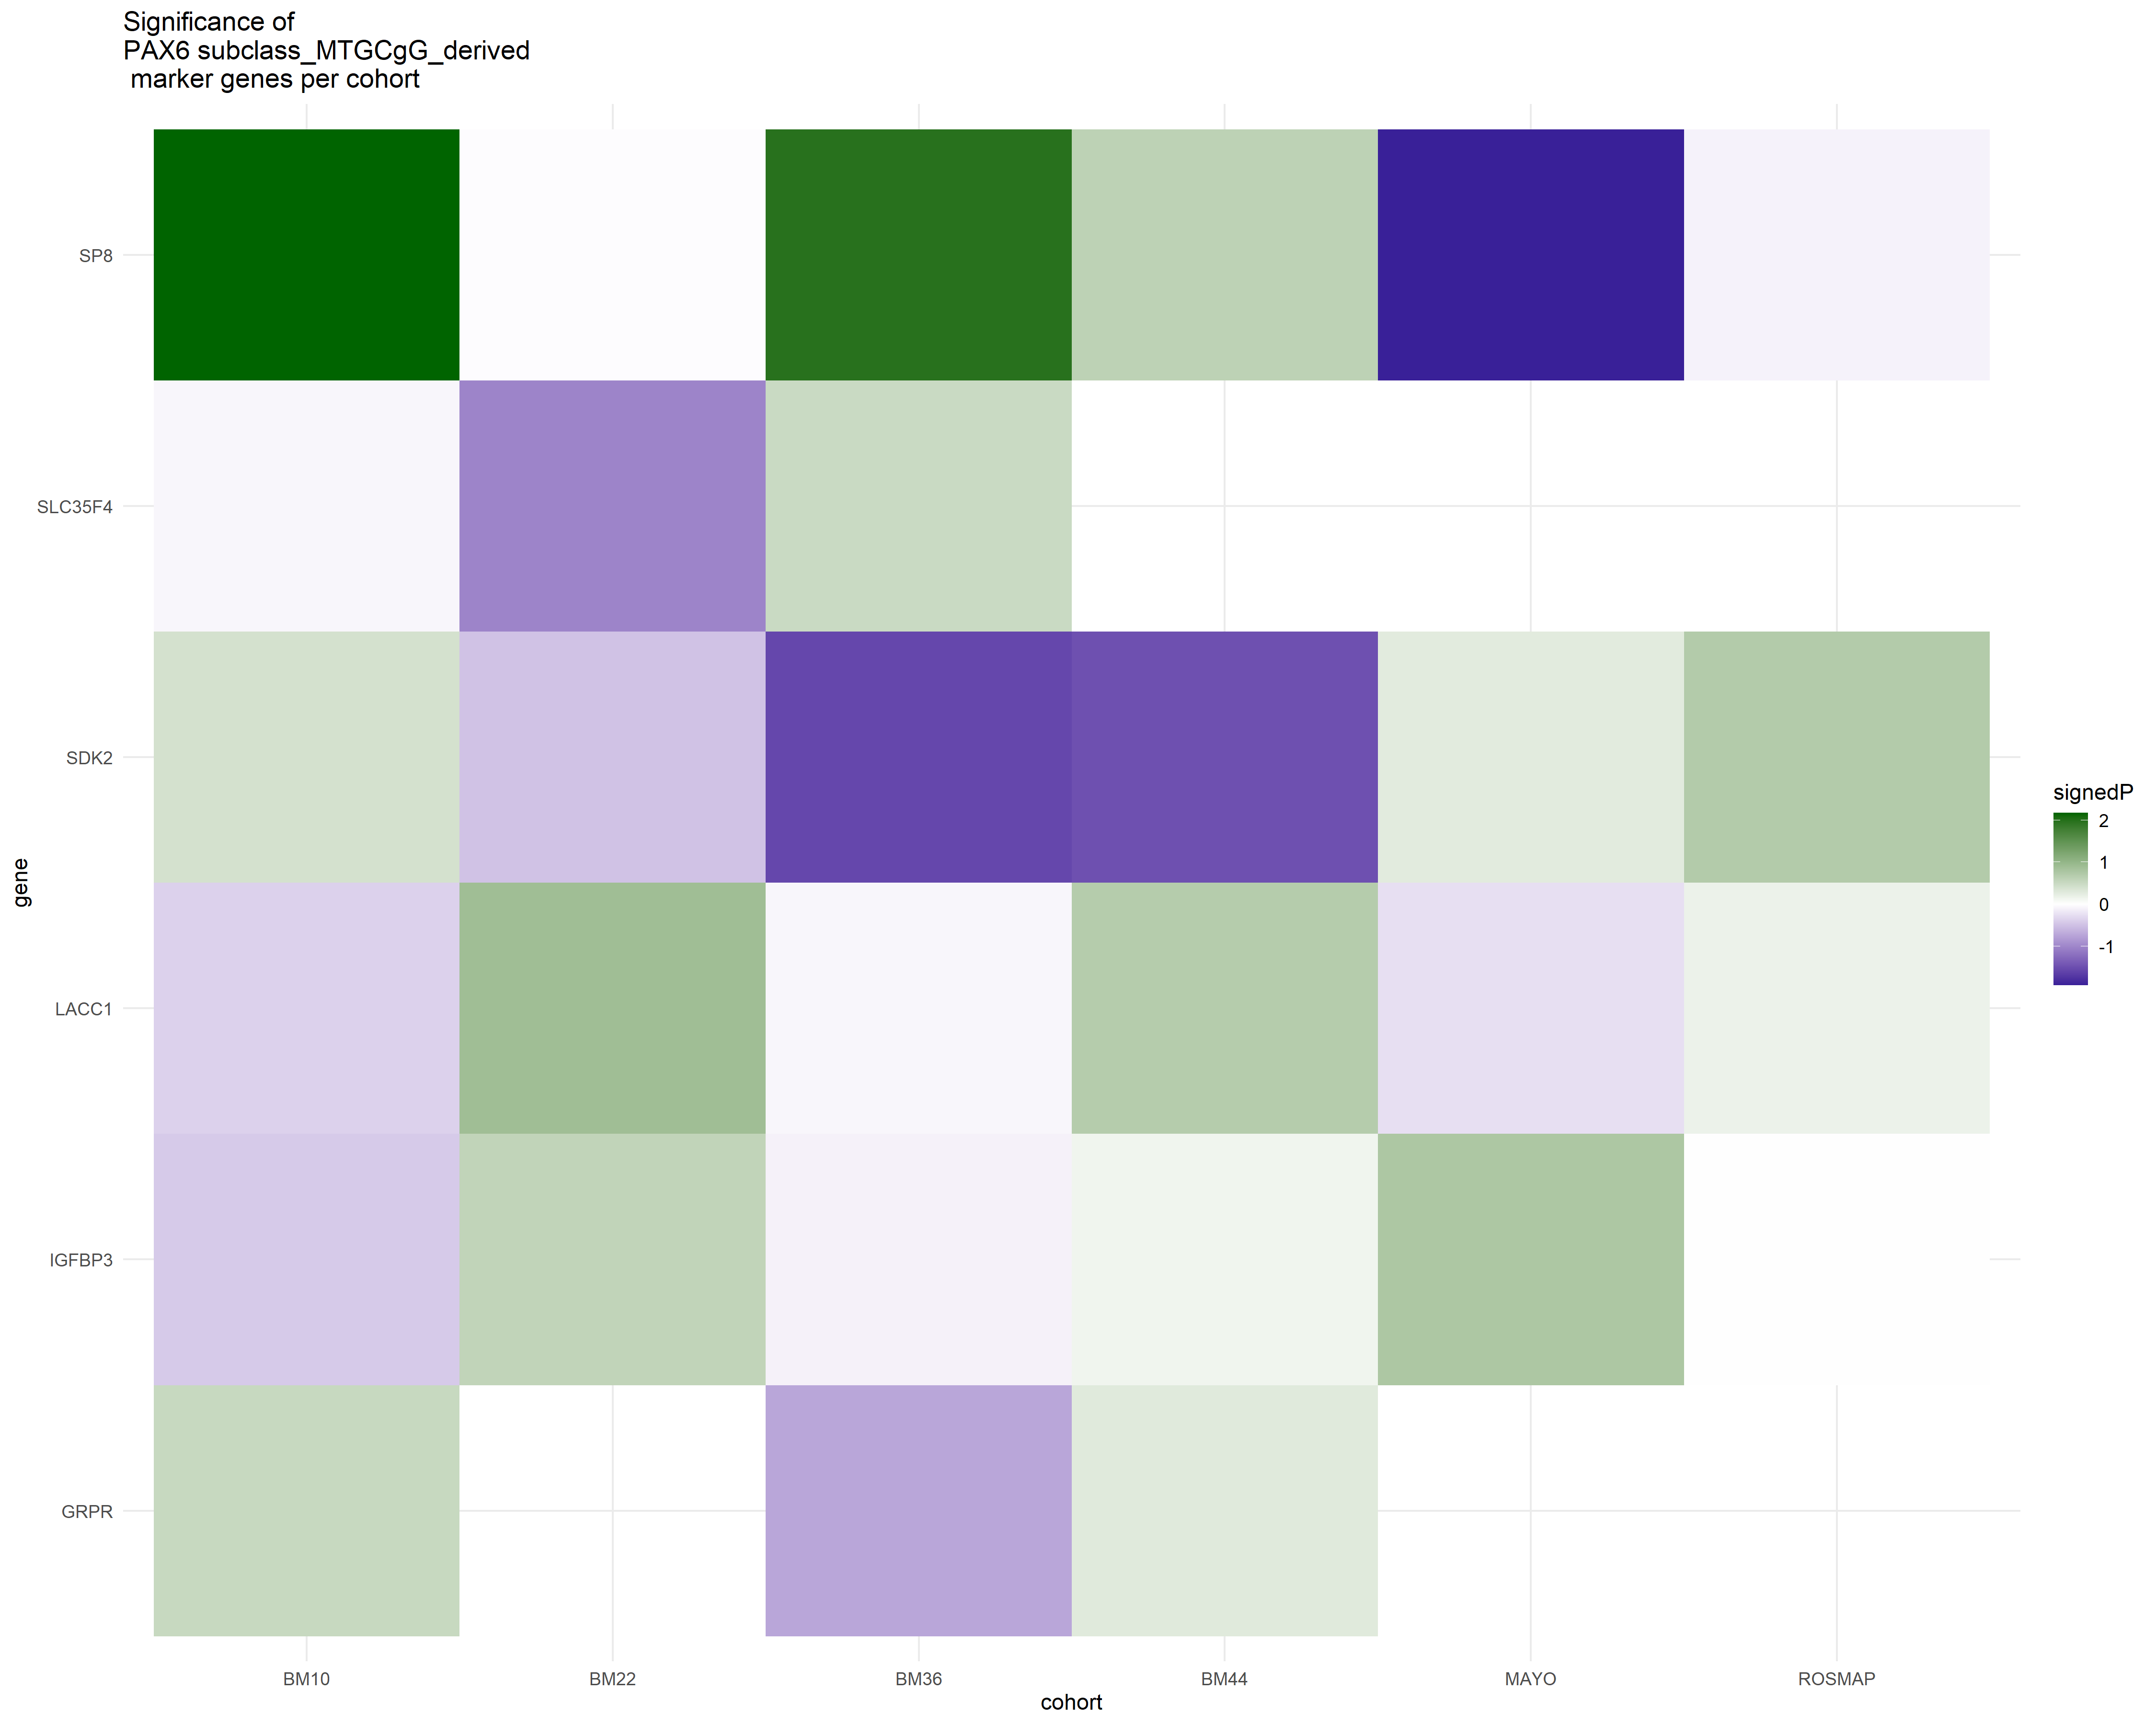 Significance of
PAX6 subclass_MTGCgG_derived
marker genes per cohort
SP8
SLC35F4
SDK2
LACC1
IGFBP3
GRPR
gene
BM10
BM22
BM36
BM44
MAYO
ROSMAP
cohort
signedP
2
1
0
-1